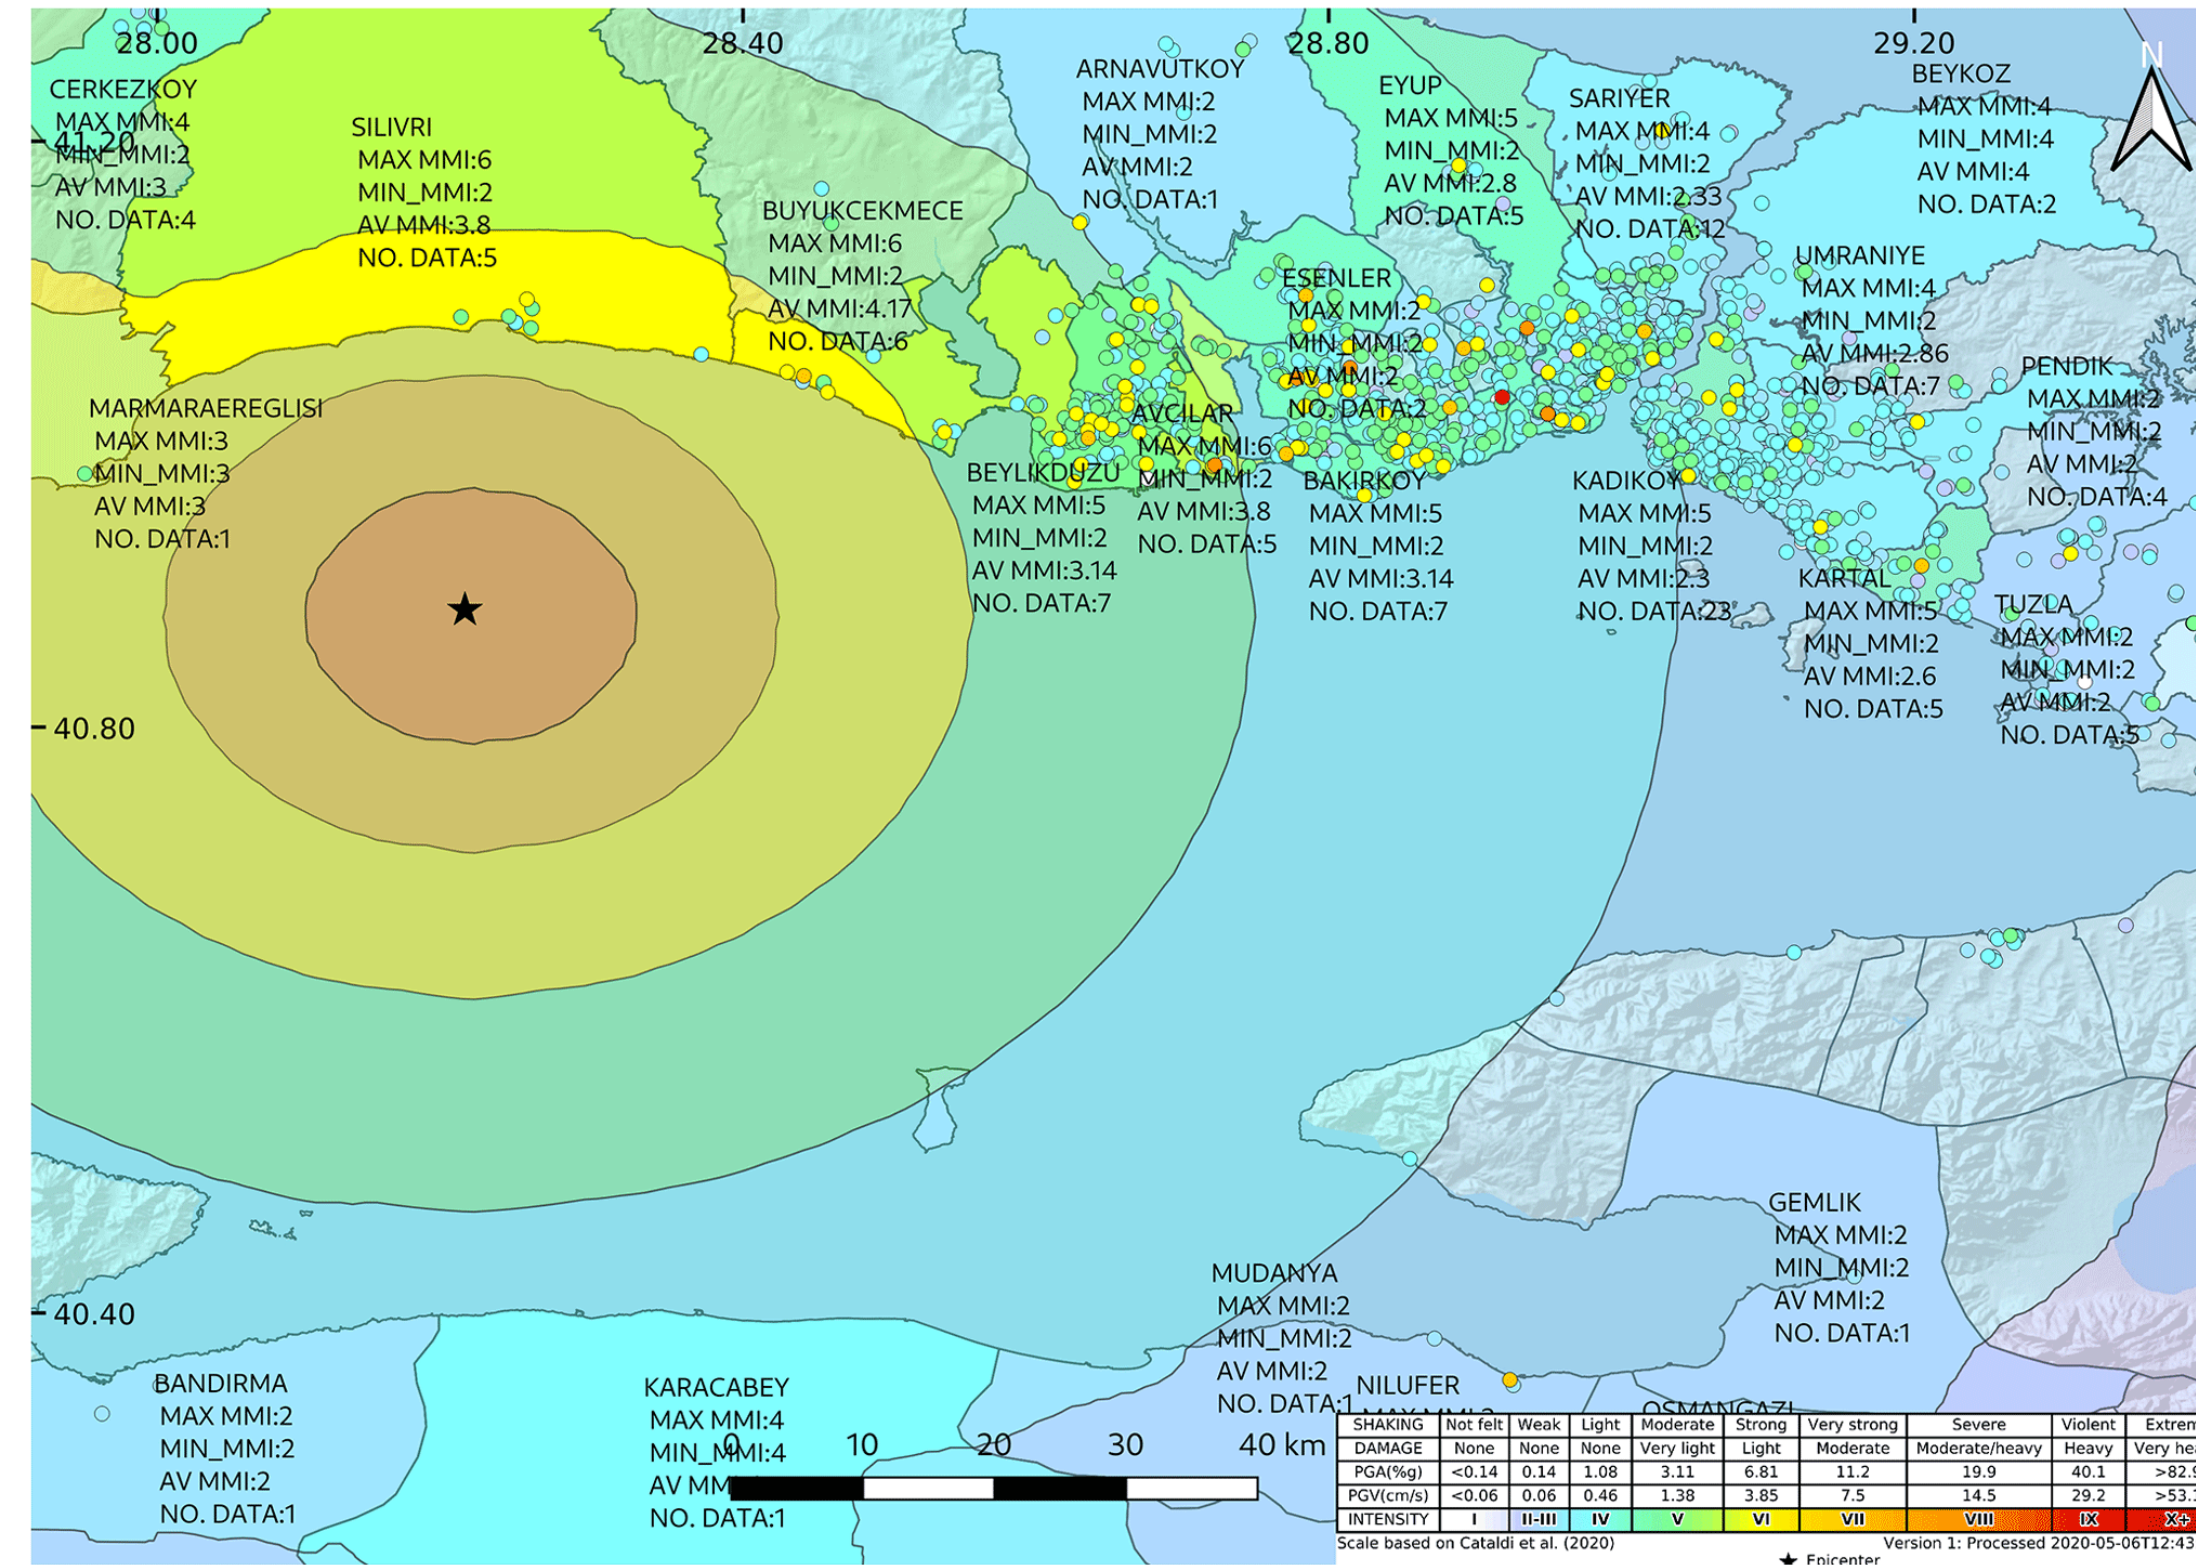 28.00
28.40
28.80
29.20
N
41.20
40.80
40.40
CERKEZKOY
MAX MMI:4
MIN_MMI:2
AV MMI:3
NO. DATA:4
SILIVRI
MAX MMI:6
MIN_MMI:2
AV MMI:3.8
NO. DATA:5
BUYUKCEKMECE
MAX MMI:6
MIN_MMI:2
AV MMI:4.17
NO. DATA:6
ARNAVUTKOY
MAX MMI:2
MIN_MMI:2
AV MMI:2
NO. DATA:1
EYUP
MAX MMI:5
MIN_MMI:2
AV MMI:2.8
NO. DATA:5
SARIYER
MAX MMI:4
MIN_MMI:2
AV MMI:2.33
NO. DATA:12
BEYKOZ
MAX MMI:4
MIN_MMI:4
AV MMI:4
NO. DATA:2
ESENLER
MAX MMI:2
MIN_MMI:2
AV MMI:2
NO. DATA:2
UMRANIYE
MAX MMI:4
MIN_MMI:2
AV MMI:2.86
NO. DATA:7
PENDIK
MAX MMI:2
MIN_MMI:2
AV MMI:2
NO. DATA:4
MARMARAEREGLISI
MAX MMI:3
MIN_MMI:3
AV MMI:3
NO. DATA:1
BEYLIKDUZU
MAX MMI:5
MIN_MMI:2
AV MMI:3.14
NO. DATA:7
AVCILAR
MAX MMI:6
MIN_MMI:2
AV MMI:3.8
NO. DATA:5
BAKIRKOY
MAX MMI:5
MIN_MMI:2
AV MMI:3.14
NO. DATA:7
KADIKOY
MAX MMI:5
MIN_MMI:2
AV MMI:2.3
NO. DATA:23
KARTAL
MAX MMI:5
MIN_MMI:2
AV MMI:2.6
NO. DATA:5
TUZLA
MAX MMI:2
MIN_MMI:2
AV MMI:2
NO. DATA:5
GEMLIK
MAX MMI:2
MIN_MMI:2
AV MMI:2
NO. DATA:1
MUDANYA
MAX MMI:2
MIN_MMI:2
AV MMI:2
NO. DATA:1
BANDIRMA
MAX MMI:2
MIN_MMI:2
AV MMI:2
NO. DATA:1
KARACABEY
MAX MMI:4
MIN_MMI:4
AV MM
NO. DATA:1
NILUFER
OSMANGAZI
0 10 20 30 40 km
SHAKING Not felt Weak Light Moderate Strong Very strong Severe Violent Extrem
DAMAGE None None None Very light Light Moderate Moderate/heavy Heavy Very hea
PGA(%g) <0.14 0.14 1.08 3.11 6.81 11.2 19.9 40.1 >82.9
PGV(cm/s) <0.06 0.06 0.46 1.38 3.85 7.5 14.5 29.2 >53.
INTENSITY I II-III IV V VI VII VIII IX X+
Scale based on Cataldi et al. (2020) Version 1: Processed 2020-05-06T12:43
Epicenter